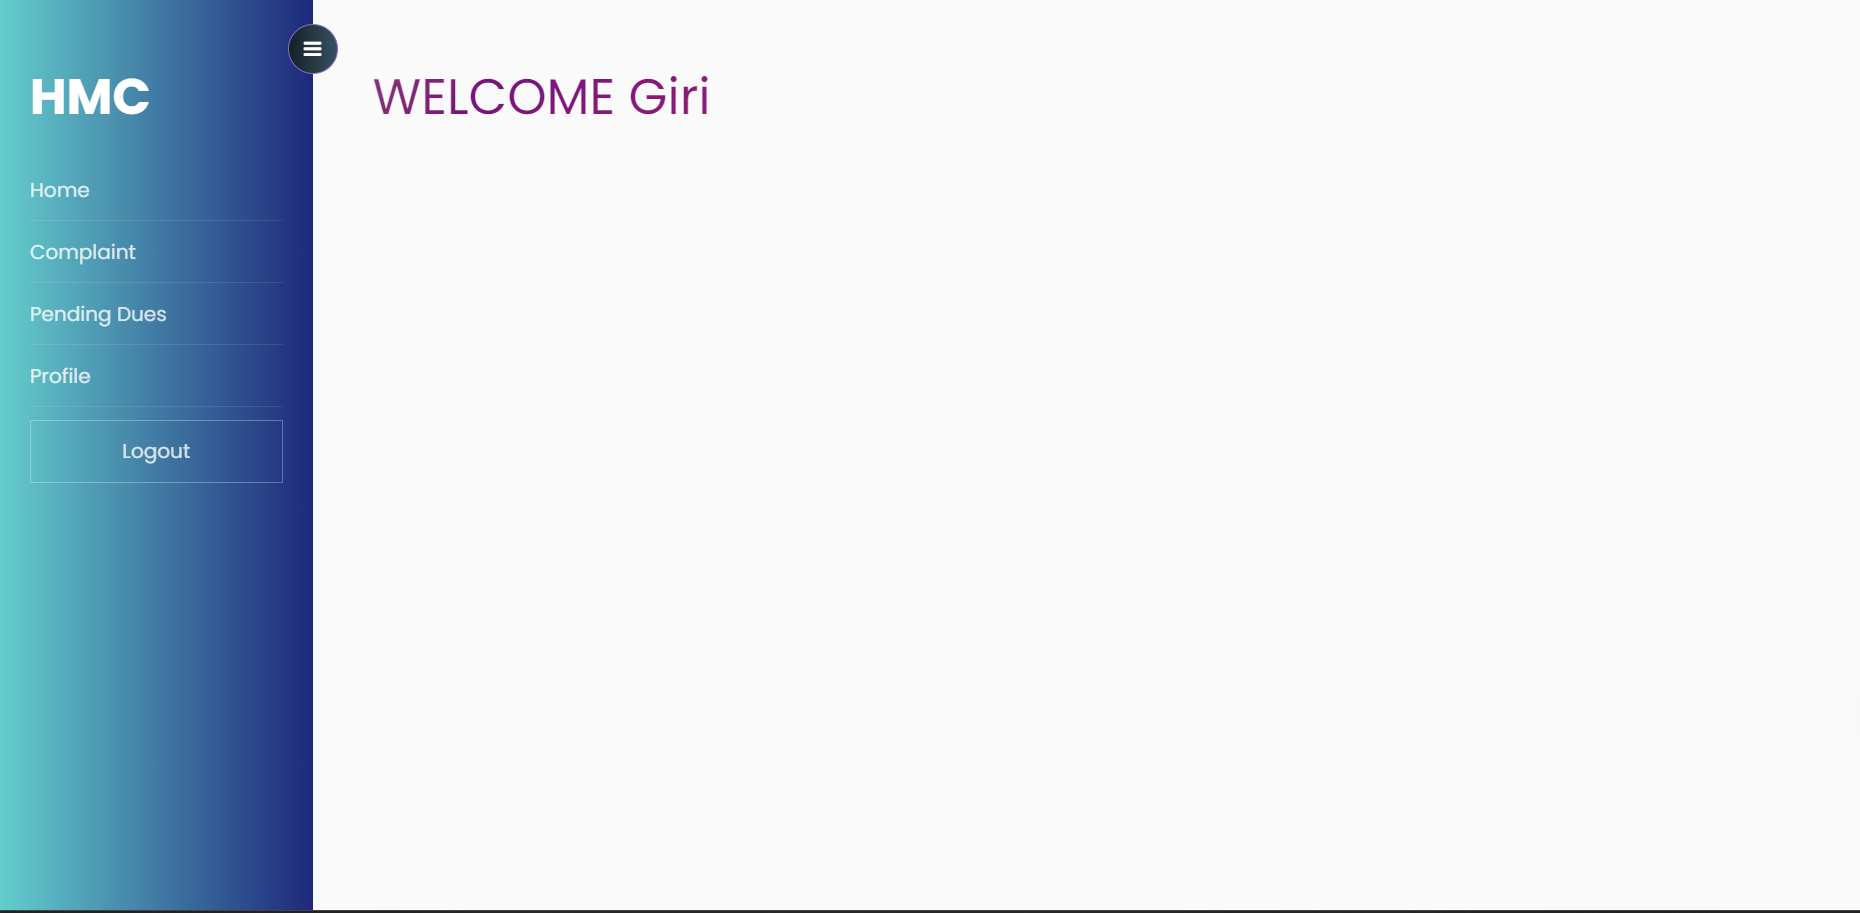 HMC
Home
Complaint
Pending Dues
Profile
Logout
WELCOME Giri